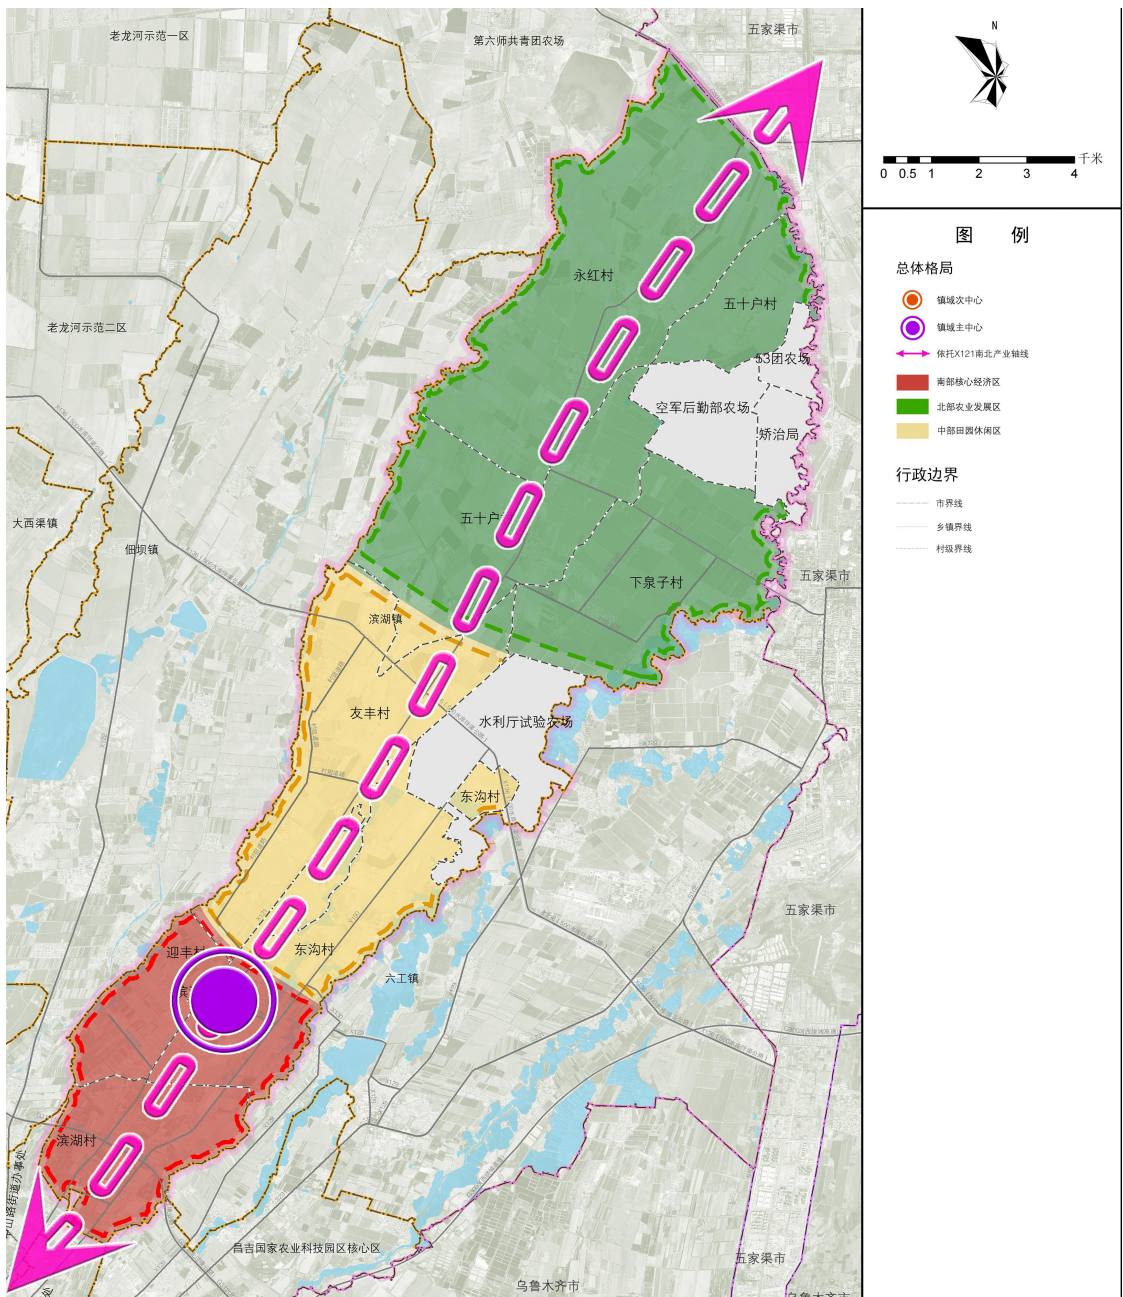 老龙河示范一区
第六师共青团农场
五家渠市
N
千米
0 0.5 1 2 3 4
图 例
总体格局
镇域次中心
镇域主中心
依托X121南北产业轴线
南部核心经济区
北部农业发展区
中部田园休闲区
行政边界
市界线
乡镇界线
村级界线
永红村
五十户村
老龙河示范二区
53团农场
空军后勤部农场
矫治局
五十户
大西渠镇
佃坝镇
下泉子村
五家渠市
滨湖镇
友丰村
水利厅试验农场
东沟村
五家渠市
迎丰村
东沟村
六工镇
滨湖村
昌吉国家农业科技园区核心区
五家渠市
乌鲁木齐市
乌鲁木齐市